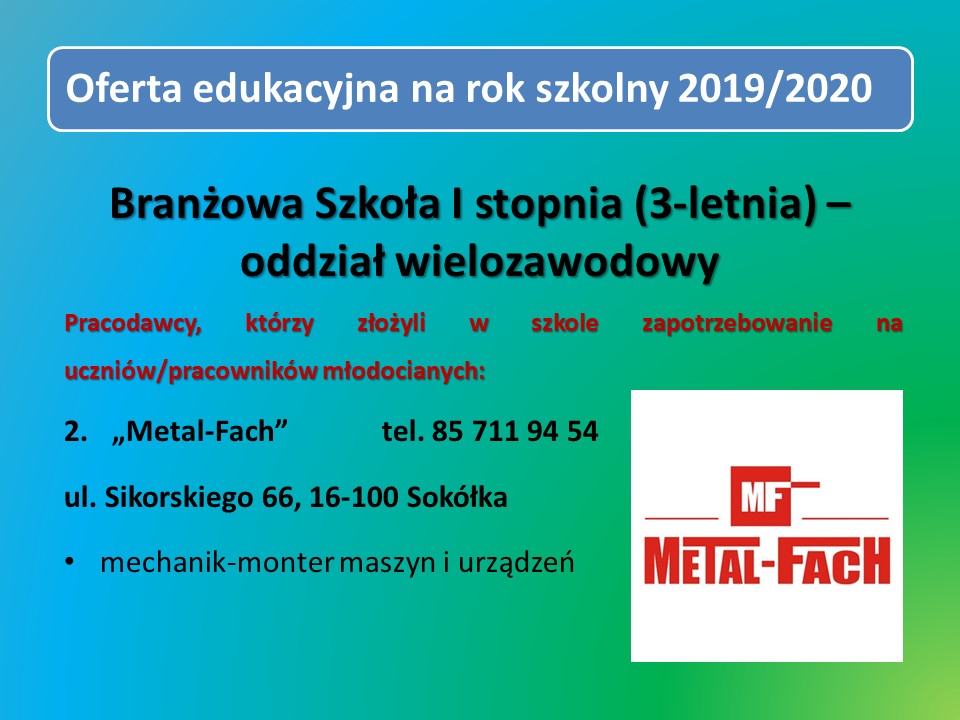 Oferta edukacyjna na rok szkolny 2019/2020
Branżowa Szkoła I stopnia (3-letnia) –
oddział wielozawodowy
Pracodawcy, którzy złożyli w szkole zapotrzebowanie na
uczniów/pracowników młodocianych:
2. „Metal-Fach” tel. 85 711 94 54
ul. Sikorskiego 66, 16-100 Sokółka
• mechanik-monter maszyn i urządzeń
MF
METAL-FACH